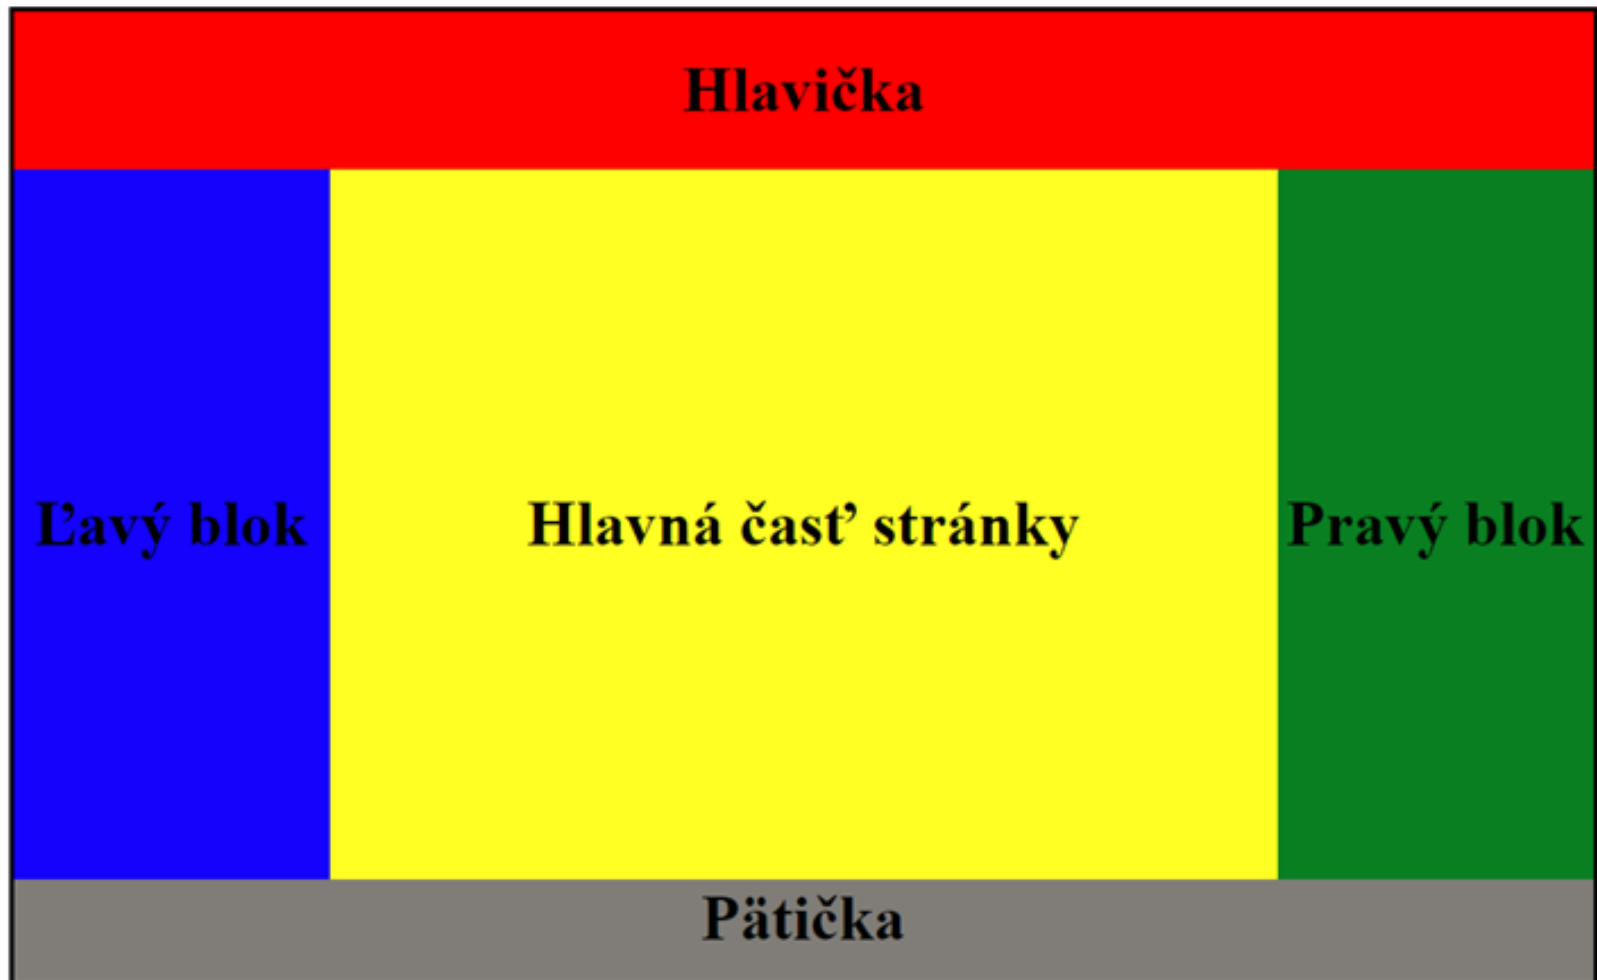 Hlavička
Ľavý blok
Hlavná časť stránky
Pravý blok
Pätička